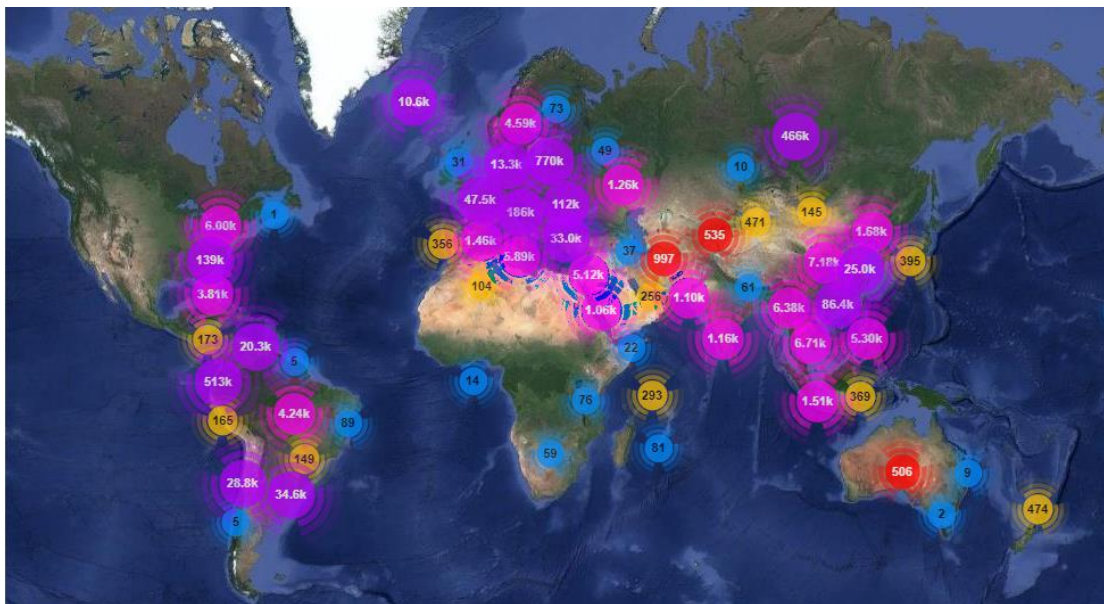 10.6k
73
4.59k
466k
31
13.3k
770k
49
10
1.26k
47.5k
186k
112k
1
6.00k
145
471
1.68k
535
356
1.46k
33.0k
37
5.89k
997
139k
7.18k
25.0k
395
5.12k
104
61
3.81k
256
1.10k
6.38k
86.4k
1.06k
173
20.3k
22
1.16k
6.71k
5.30k
5
513k
14
76
293
1.51k
369
165
4.24k
89
59
81
149
506
9
28.8k
34.6k
5
2
474